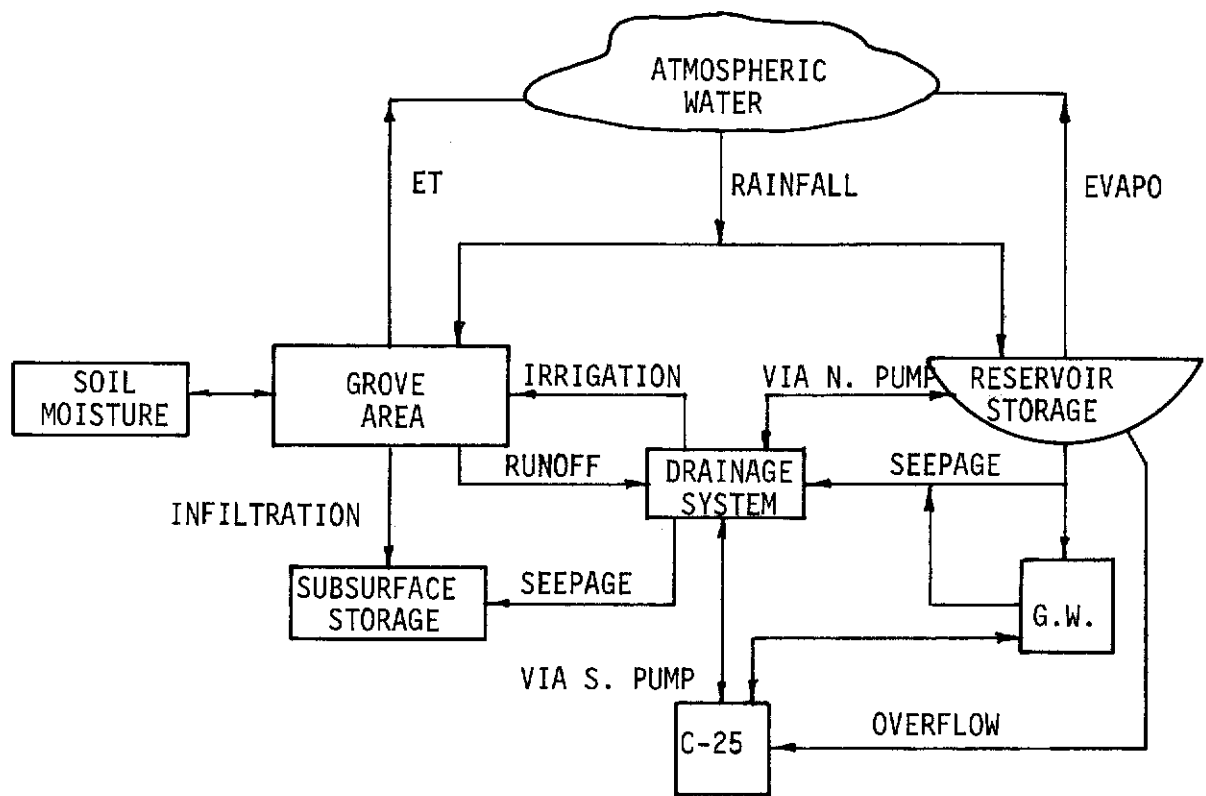 ATMOSPHERIC
WATER
ET
RAINFALL
EVAPO
SOIL
MOISTURE
GROVE
AREA
IRRIGATION
VIA N. PUMP
RESERVOIR
STORAGE
RUNOFF
DRAINAGE
SYSTEM
SEEPAGE
INFILTRATION
SUBSURFACE
STORAGE
SEEPAGE
G.W.
VIA S. PUMP
C-25
OVERFLOW